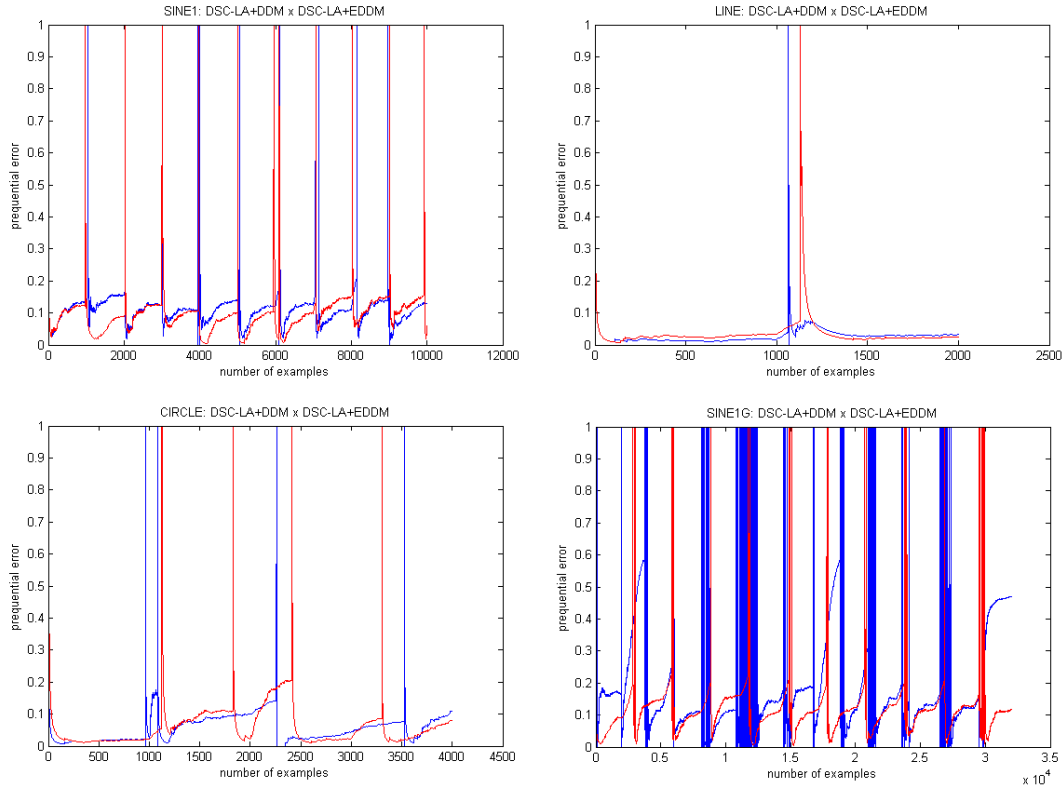 SINE1: DSC-LA+DDM x DSC-LA+EDDM
1
0.9
0.8
0.7
0.6
0.5
0.4
0.3
0.2
0.1
0
prequential error
0 2000 4000 6000 8000 10000 12000
number of examples
LINE: DSC-LA+DDM x DSC-LA+EDDM
1
0.9
0.8
0.7
0.6
0.5
0.4
0.3
0.2
0.1
0
prequential error
0 500 1000 1500 2000 2500
number of examples
CIRCLE: DSC-LA+DDM x DSC-LA+EDDM
1
0.9
0.8
0.7
0.6
0.5
0.4
0.3
0.2
0.1
0
prequential error
0 500 1000 1500 2000 2500 3000 3500 4000 4500
number of examples
SINE1G: DSC-LA+DDM x DSC-LA+EDDM
1
0.9
0.8
0.7
0.6
0.5
0.4
0.3
0.2
0.1
0
prequential error
0 0.5 1 1.5 2 2.5 3 3.5
number of examples
x 10^4